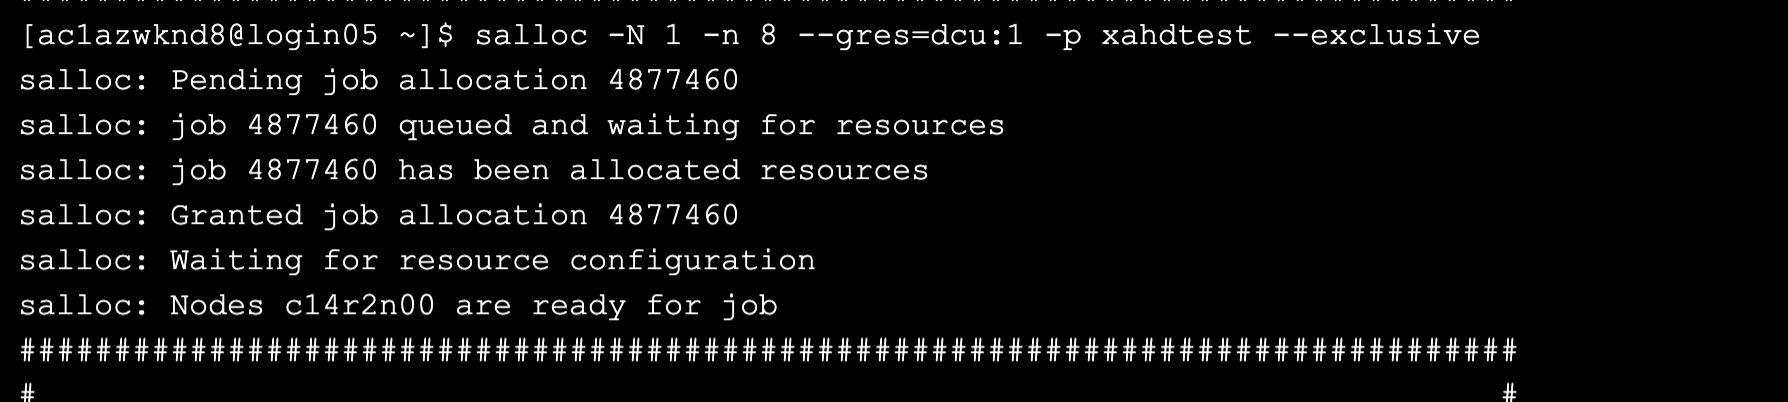 [ac1azwknd8@login05 ~]$ salloc -N 1 -n 8 --gres=dcu:1 -p xahdtest --exclusive
salloc: Pending job allocation 4877460
salloc: job 4877460 queued and waiting for resources
salloc: job 4877460 has been allocated resources
salloc: Granted job allocation 4877460
salloc: Waiting for resource configuration
salloc: Nodes c14r2n00 are ready for job
###############################################################################
#                                                                             #